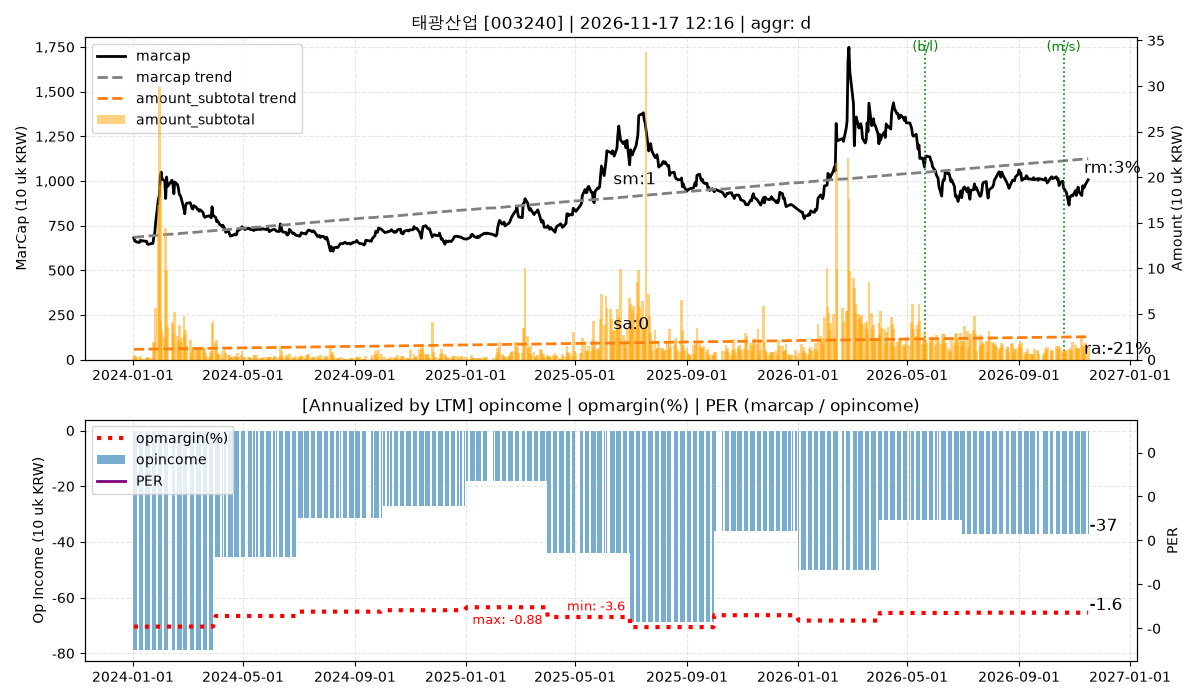 태광산업 [003240] | 2026-11-17 12:16 | aggr: d
MarCap (10 uk KRW)
1,750
1,500
1,250
1,000
750
500
250
0
marcap
marcap trend
amount_subtotal trend
amount_subtotal
(b/l)
(m/s)
sm:1
rm:3%
sa:0
ra:-21%
35
30
25
20
15
10
5
0
Amount (10 uk KRW)
2024-01-01
2024-05-01
2024-09-01
2025-01-01
2025-05-01
2025-09-01
2026-01-01
2026-05-01
2026-09-01
2027-01-01
[Annualized by LTM] opincome | opmargin(%) | PER (marcap / opincome)
Op Income (10 uk KRW)
0
-20
-40
-60
-80
opmargin(%)
opincome
PER
min: -3.6
max: -0.88
-37
-1.6
0
0
0
-0
-0
PER
2024-01-01
2024-05-01
2024-09-01
2025-01-01
2025-05-01
2025-09-01
2026-01-01
2026-05-01
2026-09-01
2027-01-01